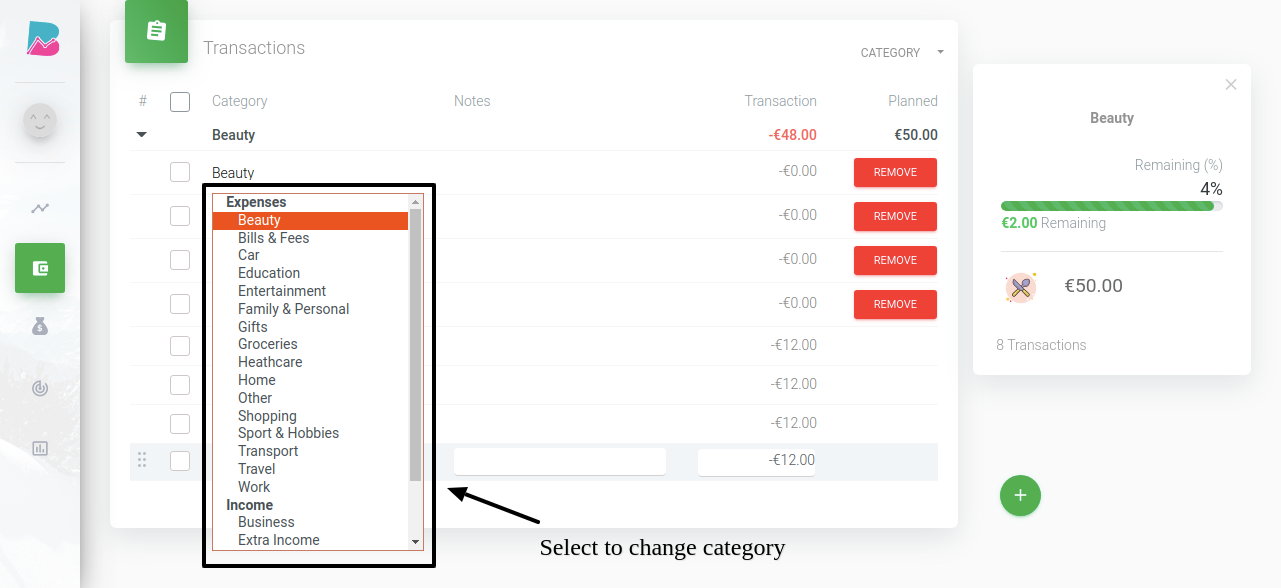 Transactions
CATEGORY
# Category Notes Transaction Planned
Beauty -€48.00 €50.00
Beauty -€0.00 REMOVE
-€0.00 REMOVE
-€0.00 REMOVE
-€0.00 REMOVE
-€12.00
-€12.00
-€12.00
-€12.00
Expenses
Beauty
Bills & Fees
Car
Education
Entertainment
Family & Personal
Gifts
Groceries
Heathcare
Home
Other
Shopping
Sport & Hobbies
Transport
Travel
Work
Income
Business
Extra Income
Select to change category
Beauty
Remaining (%)
4%
€2.00 Remaining
€50.00
8 Transactions